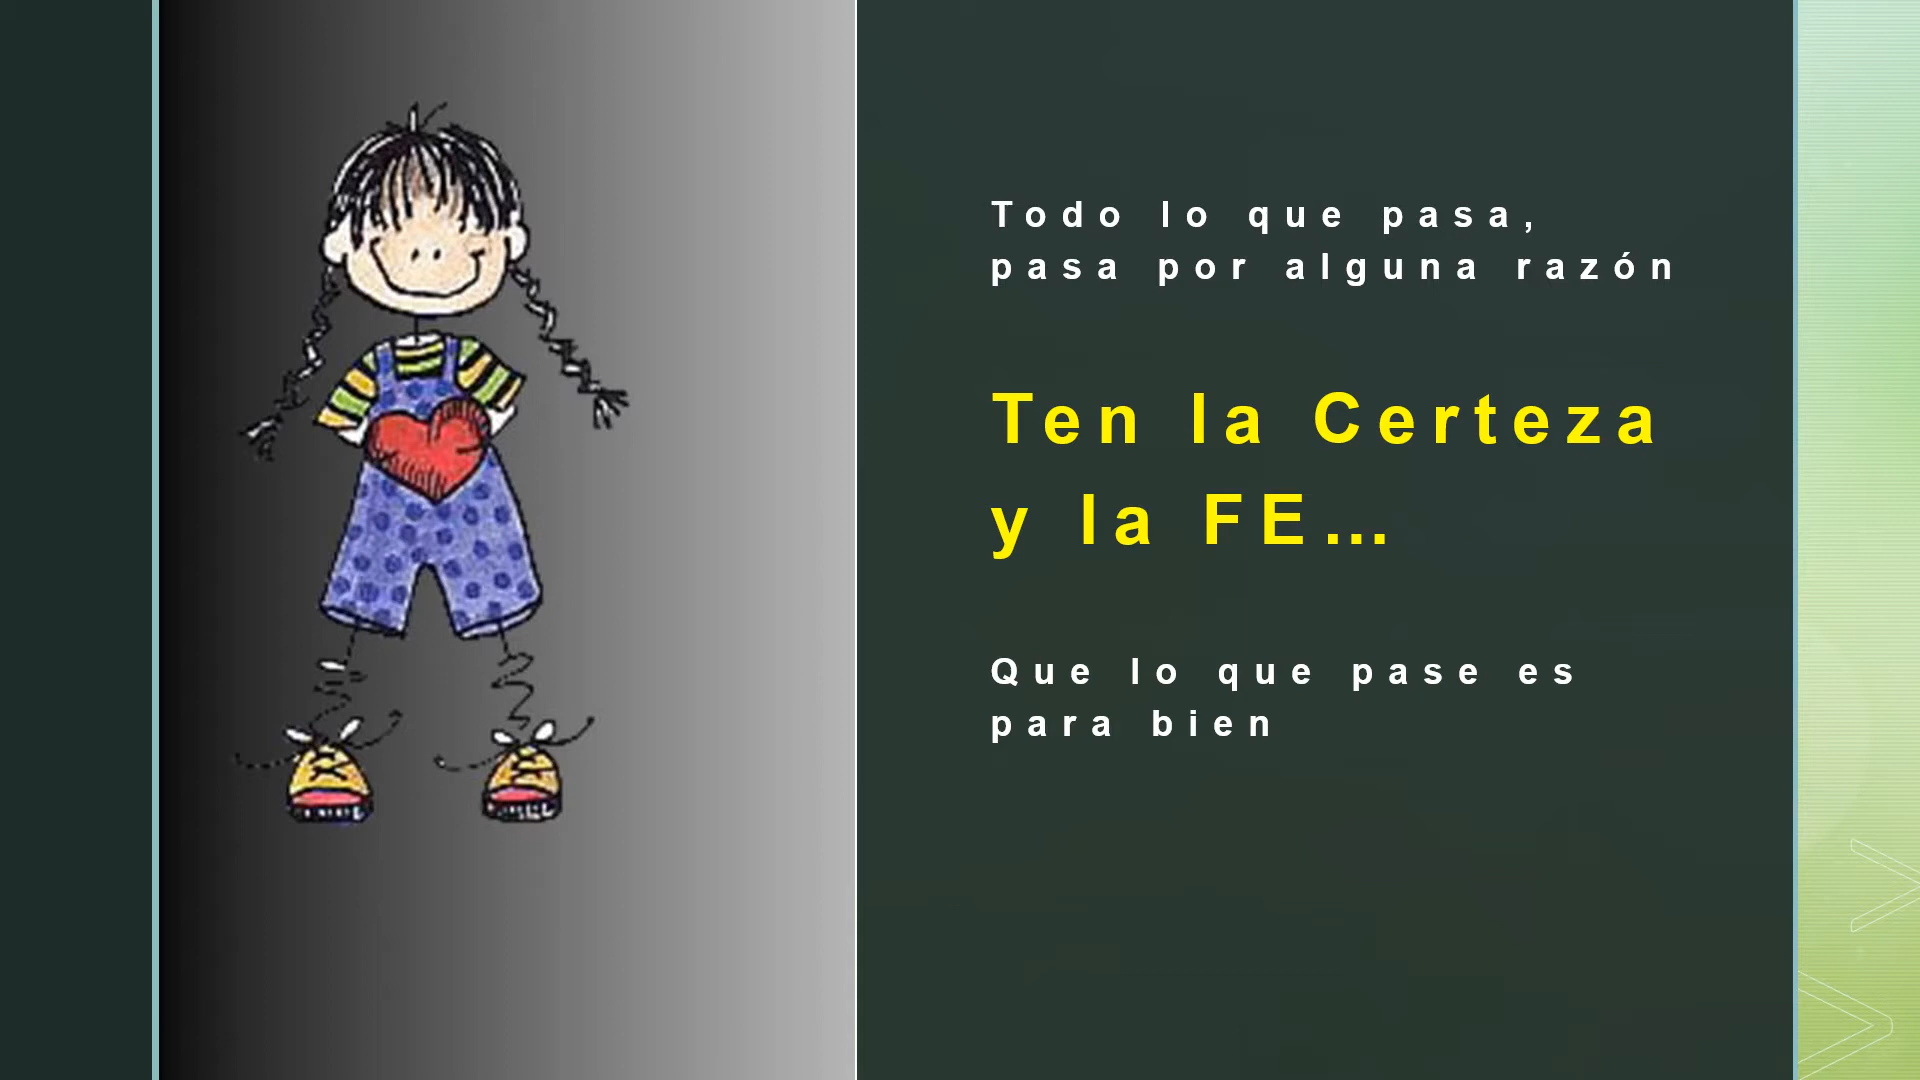 Todo lo que pasa,
pasa por alguna razón
Ten la Certeza
y la FE…
Que lo que pase es
para bien